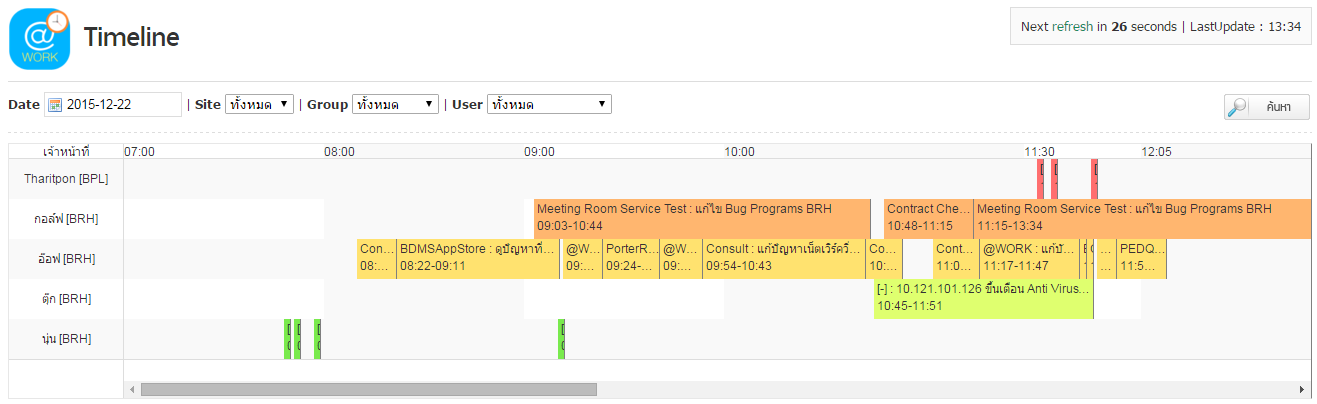 @
WORK
Timeline
Next refresh in 26 seconds | LastUpdate : 13:34
Date 2015-12-22 | Site ทั้งหมด | Group ทั้งหมด | User ทั้งหมด
ค้นหา
เจ้าหน้าที่ 07:00 08:00 09:00 10:00 11:30 12:05
Tharitpon [BPL]
กอล์ฟ [BRH]
Meeting Room Service Test : แก้ไข Bug Programs BRH
09:03-10:44
Contract Che...
10:48-11:15
Meeting Room Service Test : แก้ไข Bug Programs BRH
11:15-13:34
อ๊อฟ [BRH]
Con...
08:...
BDMSAppStore : ดูปัญหาที่...
08:22-09:11
@W...
09:...
PorterR...
09:24-...
@W...
09:...
Consult : แก้ปัญหาเน็ตเวิร์ควิ่...
09:54-10:43
Co...
10:...
Cont...
11:0...
@WORK : แก้ปั...
11:17-11:47
...
...
PEDQ...
11:5...
ตุ๊ก [BRH]
[-] : 10.121.101.126 ขึ้นเตือน Anti Virus...
10:45-11:51
นุ่น [BRH]